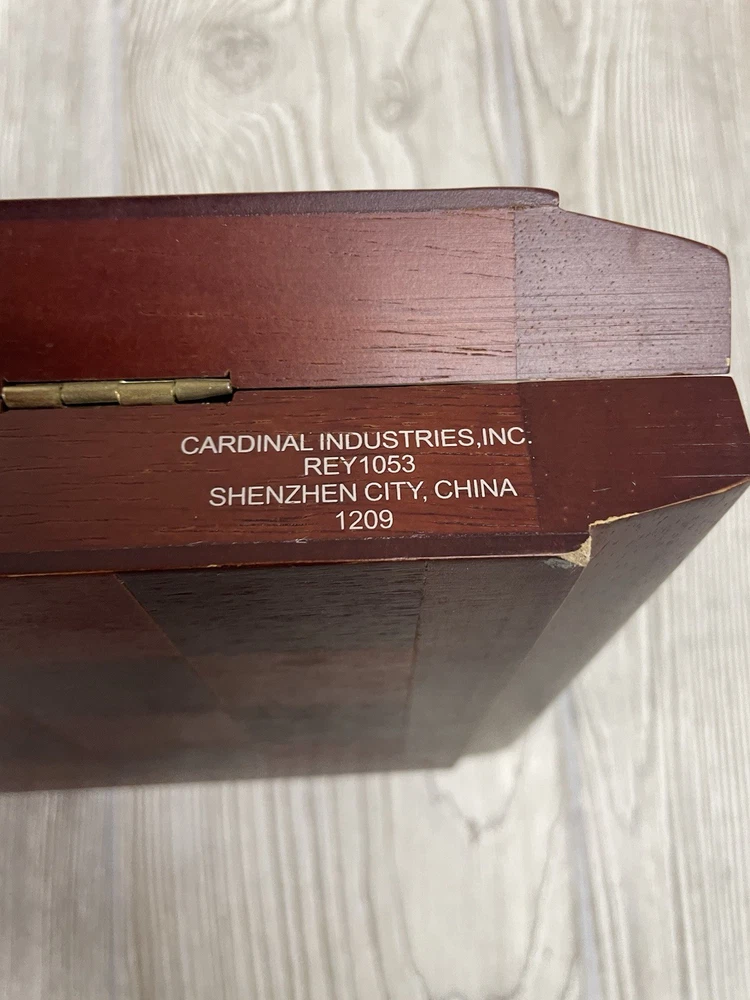 CARDINAL INDUSTRIES,INC.
REY1053
SHENZHEN CITY, CHINA
1209